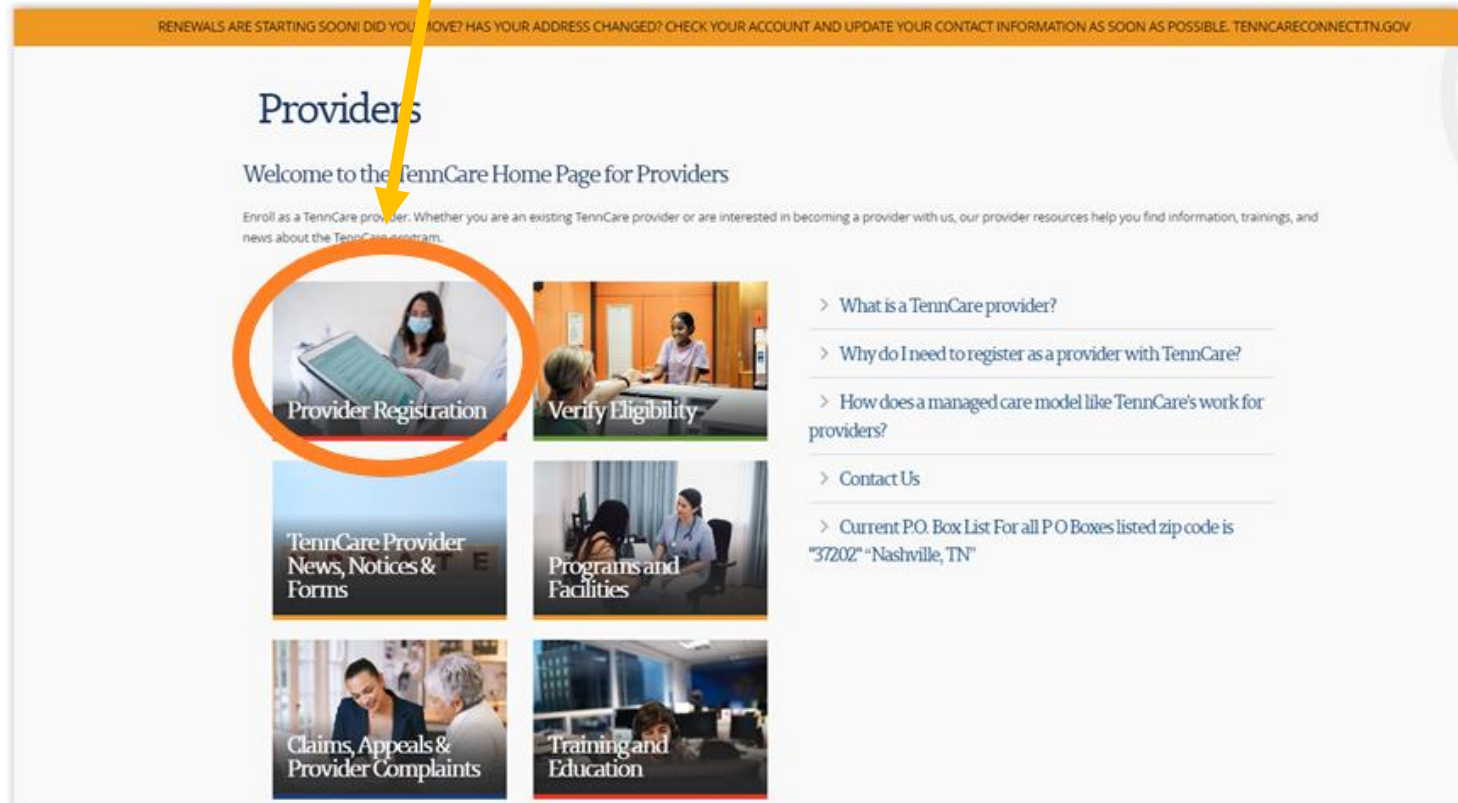 RENEWALS ARE STARTING SOON! DID YOU MOVE? HAS YOUR ADDRESS CHANGED? CHECK YOUR ACCOUNT AND UPDATE YOUR CONTACT INFORMATION AS SOON AS POSSIBLE. TENNCARECONNECT.TN.GOV
Providers
Welcome to the TennCare Home Page for Providers
Enroll as a TennCare provider. Whether you are an existing TennCare provider or are interested in becoming a provider with us, our provider resources help you find information, trainings, and
news about the TennCare program.
Provider Registration
Verify Eligibility
TennCare Provider
News, Notices &
Forms
Programs and
Facilities
Claims, Appeals &
Provider Complaints
Training and
Education
> What is a TennCare provider?
> Why do I need to register as a provider with TennCare?
> How does a managed care model like TennCare's work for
providers?
> Contact Us
> Current P.O. Box List For all P O Boxes listed zip code is
"37202" “Nashville, TN”